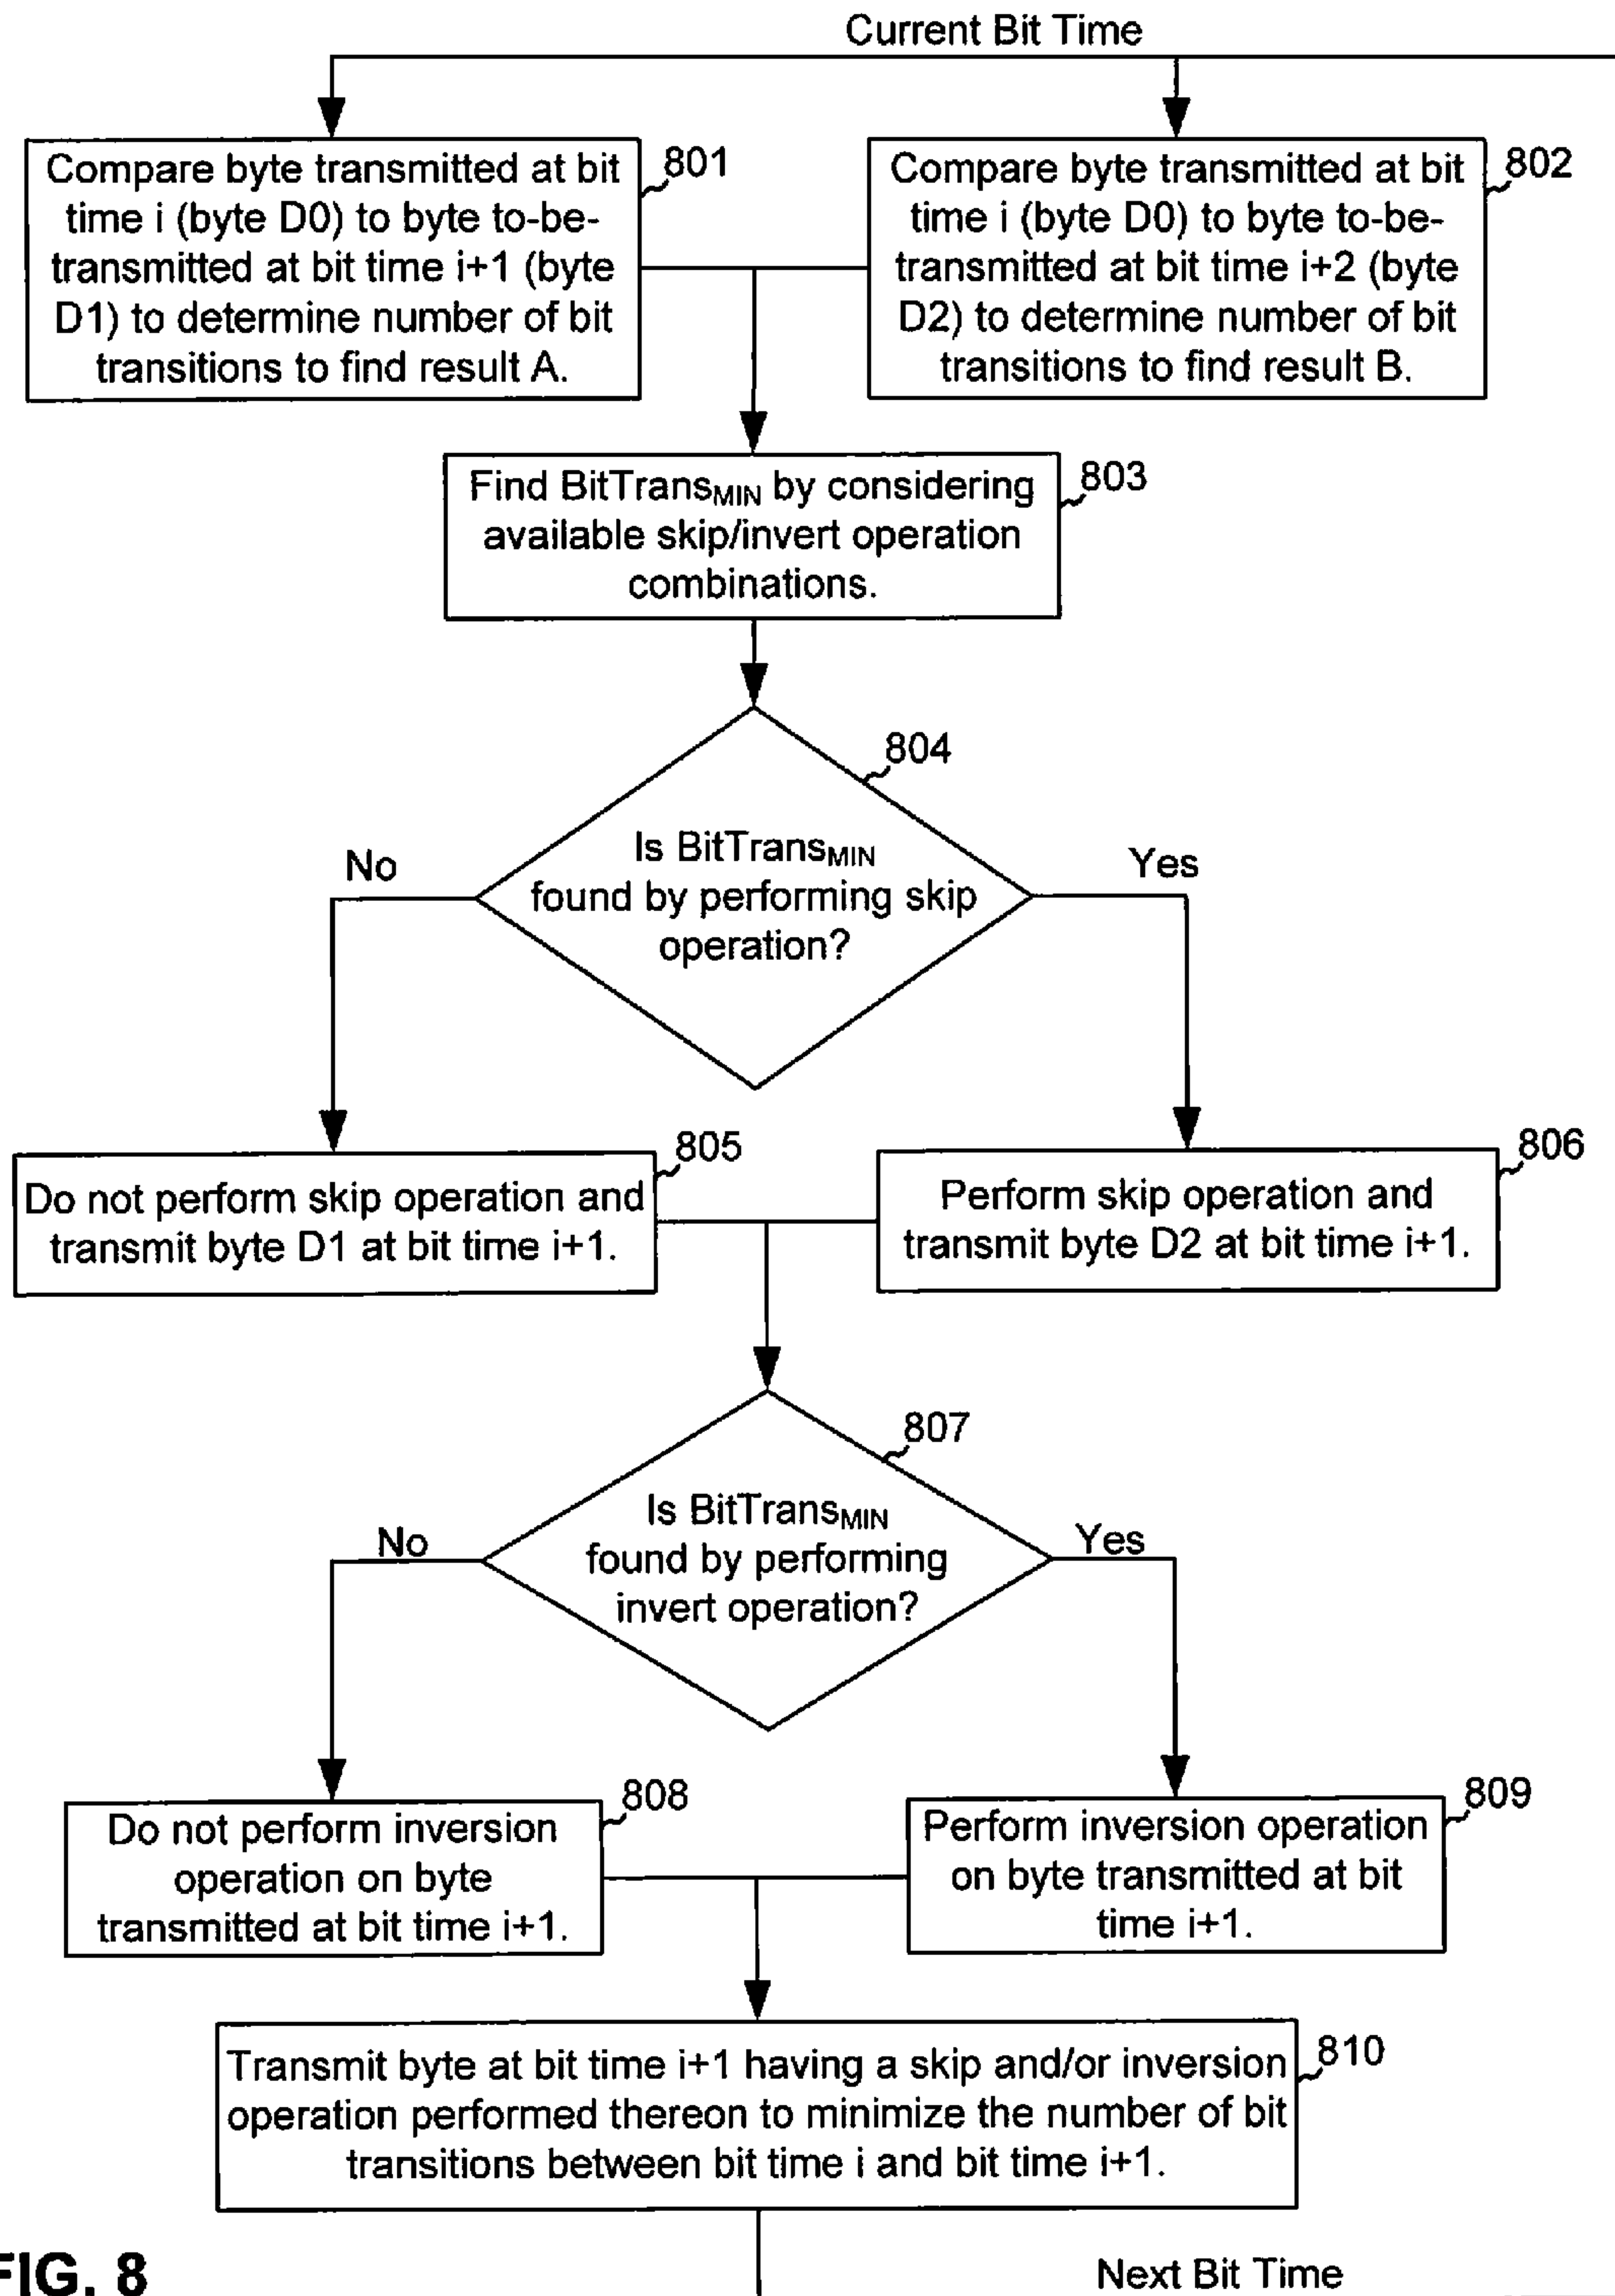 Current Bit Time
Compare byte transmitted at bit
time i (byte D0) to byte to-be-
transmitted at bit time i+1 (byte
D1) to determine number of bit
transitions to find result A.
801
Compare byte transmitted at bit
time i (byte D0) to byte to-be-
transmitted at bit time i+2 (byte
D2) to determine number of bit
transitions to find result B.
802
Find BitTransMIN by considering
available skip/invert operation
combinations.
803
804
Is BitTransMIN
found by performing skip
operation?
No
Yes
Do not perform skip operation and
transmit byte D1 at bit time i+1.
805
Perform skip operation and
transmit byte D2 at bit time i+1.
806
807
Is BitTransMIN
found by performing
invert operation?
No
Yes
Do not perform inversion
operation on byte
transmitted at bit time i+1.
808
Perform inversion operation
on byte transmitted at bit
time i+1.
809
Transmit byte at bit time i+1 having a skip and/or inversion
operation performed thereon to minimize the number of bit
transitions between bit time i and bit time i+1.
810
FIG. 8
Next Bit Time